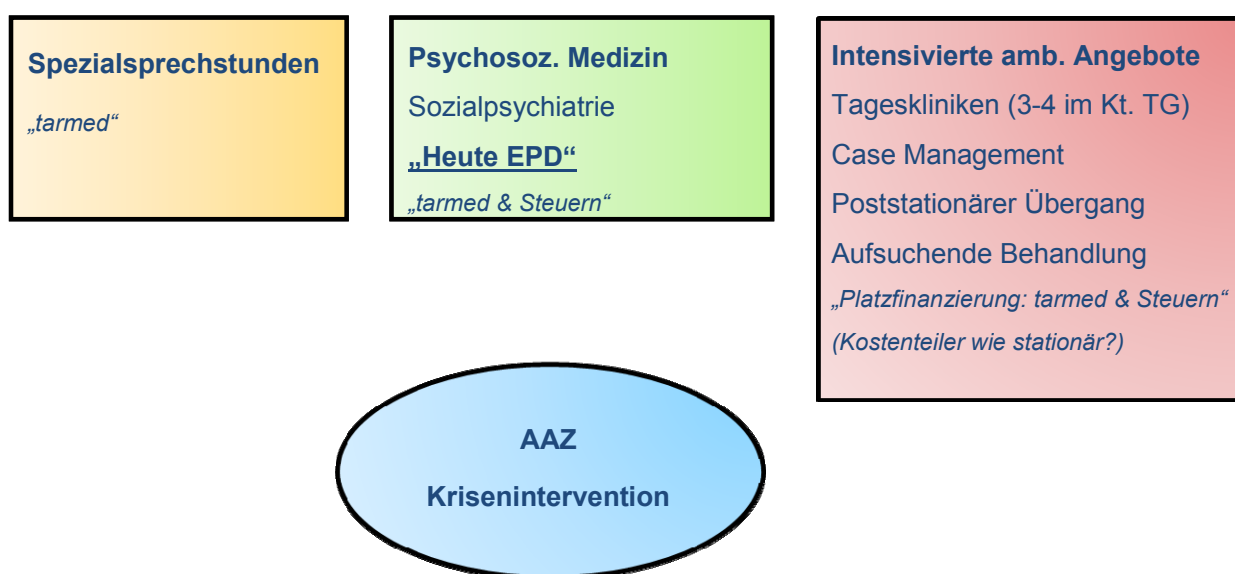 Spezialsprechstunden
„tarmed“
Psychosoz. Medizin
Sozialpsychiatrie
„Heute EPD“
„tarmed & Steuern“
Intensivierte amb. Angebote
Tageskliniken (3-4 im Kt. TG)
Case Management
Poststationärer Übergang
Aufsuchende Behandlung
„Platzfinanzierung: tarmed & Steuern“
(Kostenteiler wie stationär?)
AAZ
Krisenintervention